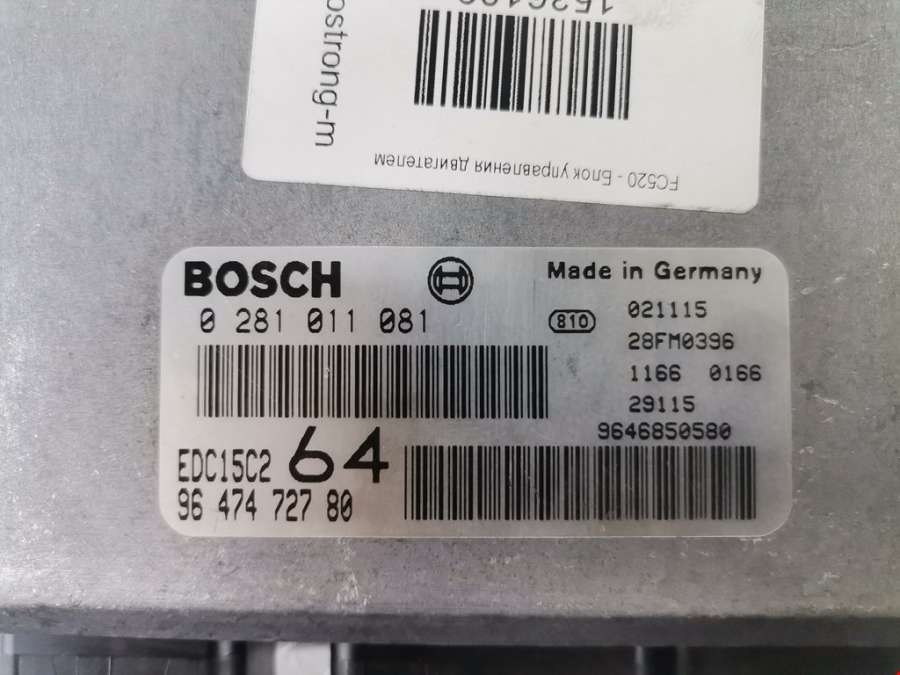 ostrong-m
FC520 - Блок управления двигателем
BOSCH
Made in Germany
0 281 011 081
810
021115
28FM0396
1166 0166
29115
9646850580
EDC15C2 64
96 474 727 80